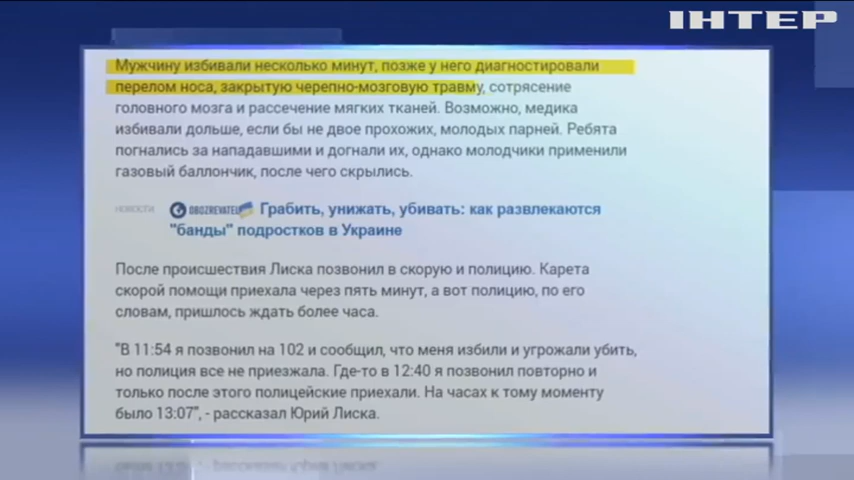 ІНТЕР
Мужчину избивали несколько минут, позже у него диагностировали
перелом носа, закрытую черепно-мозговую травму, сотрясение
головного мозга и рассечение мягких тканей. Возможно, медика
избивали дольше, если бы не двое прохожих, молодых парней. Ребята
погнались за нападавшими и догнали их, однако молодчики применили
газовый баллончик, после чего скрылись.
НОВОСТИ OBOZREVATEL Грабить, унижать, убивать: как развлекаются
"банды" подростков в Украине
После происшествия Лиска позвонил в скорую и полицию. Карета
скорой помощи приехала через пять минут, а вот полицию, по его
словам, пришлось ждать более часа.
"В 11:54 я позвонил на 102 и сообщил, что меня избили и угрожали убить,
но полиция все не приезжала. Где-то в 12:40 я позвонил повторно и
только после этого полицейские приехали. На часах к тому моменту
было 13:07", - рассказал Юрий Лиска.